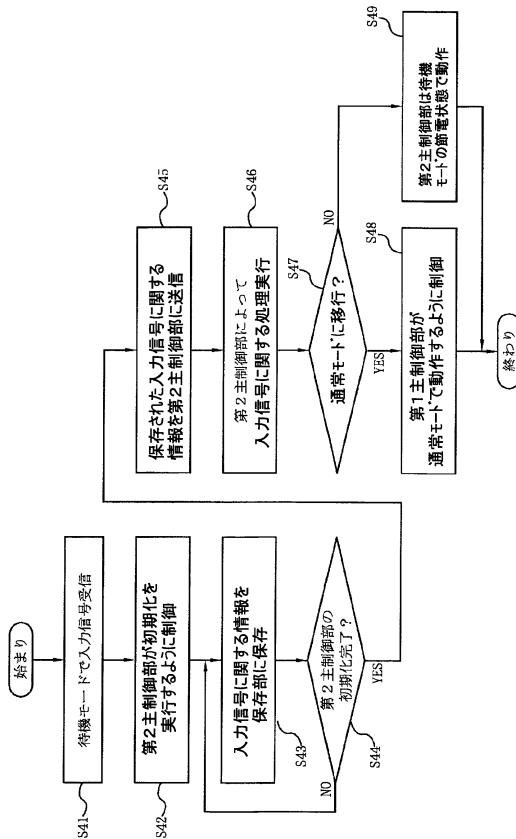 始まり
待機モードで入力信号受信
S41
第2主制御部が初期化を
実行するように制御
S42
入力信号に関する情報を
保存部に保存
S43
第2主制御部の
初期化完了?
S44
NO
YES
保存された入力信号に関する
情報を第2主制御部に送信
S45
第2主制御部によって
入力信号に関する処理実行
S46
通常モードに移行?
S47
NO
YES
第1主制御部が
通常モードで動作するように制御
S48
第2主制御部は待機
モードの節電状態で動作
S49
終わり